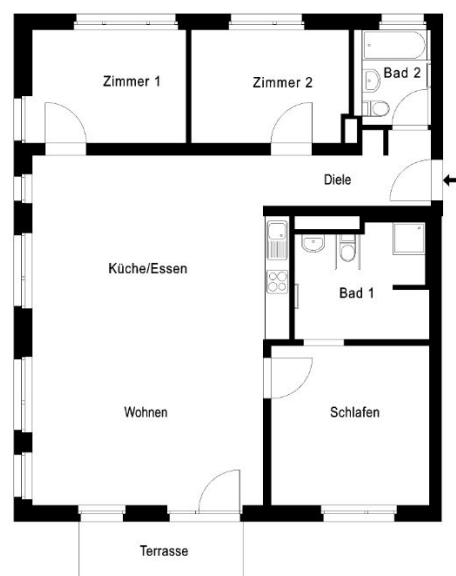 Zimmer 1
Zimmer 2
Bad 2
Diele
Küche/Essen
Bad 1
Wohnen
Schlafen
Terrasse